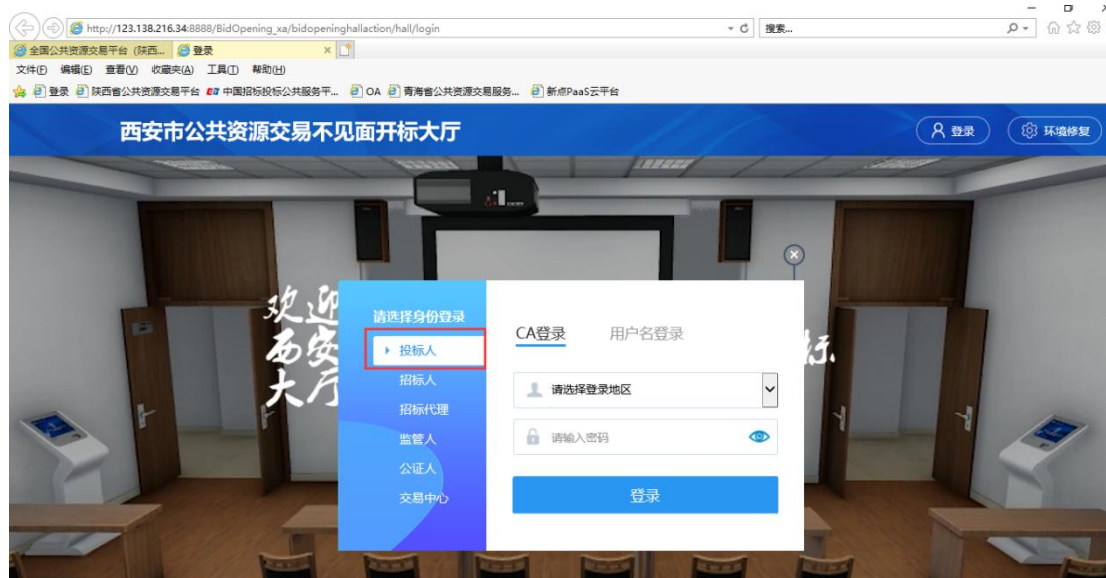 http://123.138.216.34:8888/BidOpening_xa/bidopeninghallaction/hall/login
搜索...
全国公共资源交易平台（陕西... 登录
文件(F) 编辑(E) 查看(V) 收藏夹(A) 工具(T) 帮助(H)
登录 陕西省公共资源交易平台 中国招标投标公共服务平... OA 青海省公共资源交易服务... 新点PaaS云平台
西安市公共资源交易不见面开标大厅
登录 环境修复
欢迎
西安
大厅
标
请选择身份登录
投标人
招标人
招标代理
监管人
公证人
交易中心
CA登录 用户名登录
请选择登录地区
请输入密码
登录